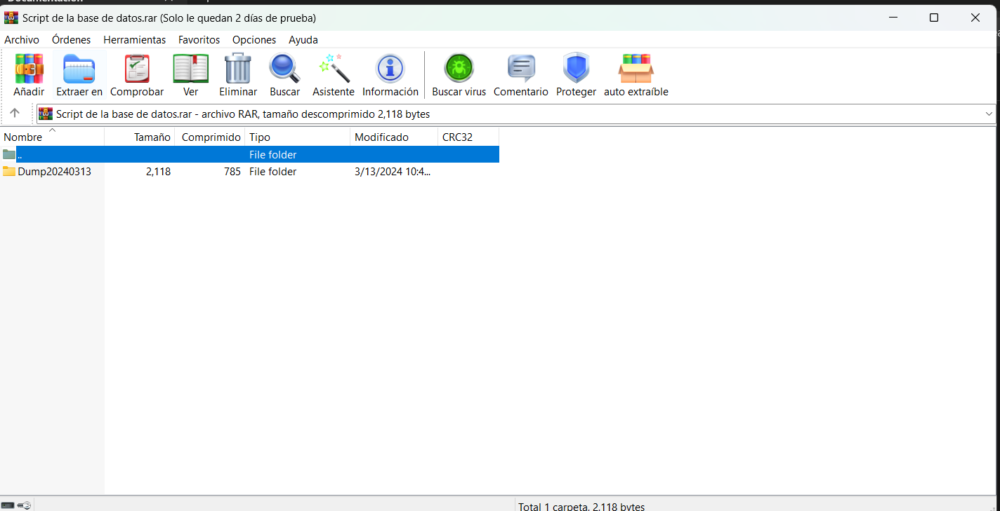 Script de la base de datos.rar (Solo le quedan 2 días de prueba)
Archivo Órdenes Herramientas Favoritos Opciones Ayuda
Añadir Extraer en Comprobar Ver Eliminar Buscar Asistente Información Buscar virus Comentario Proteger auto extraíble
Script de la base de datos.rar - archivo RAR, tamaño descomprimido 2,118 bytes
Nombre Tamaño Comprimido Tipo Modificado CRC32
.. File folder
Dump20240313 2,118 785 File folder 3/13/2024 10:4...
Total 1 carpeta, 2,118 bytes